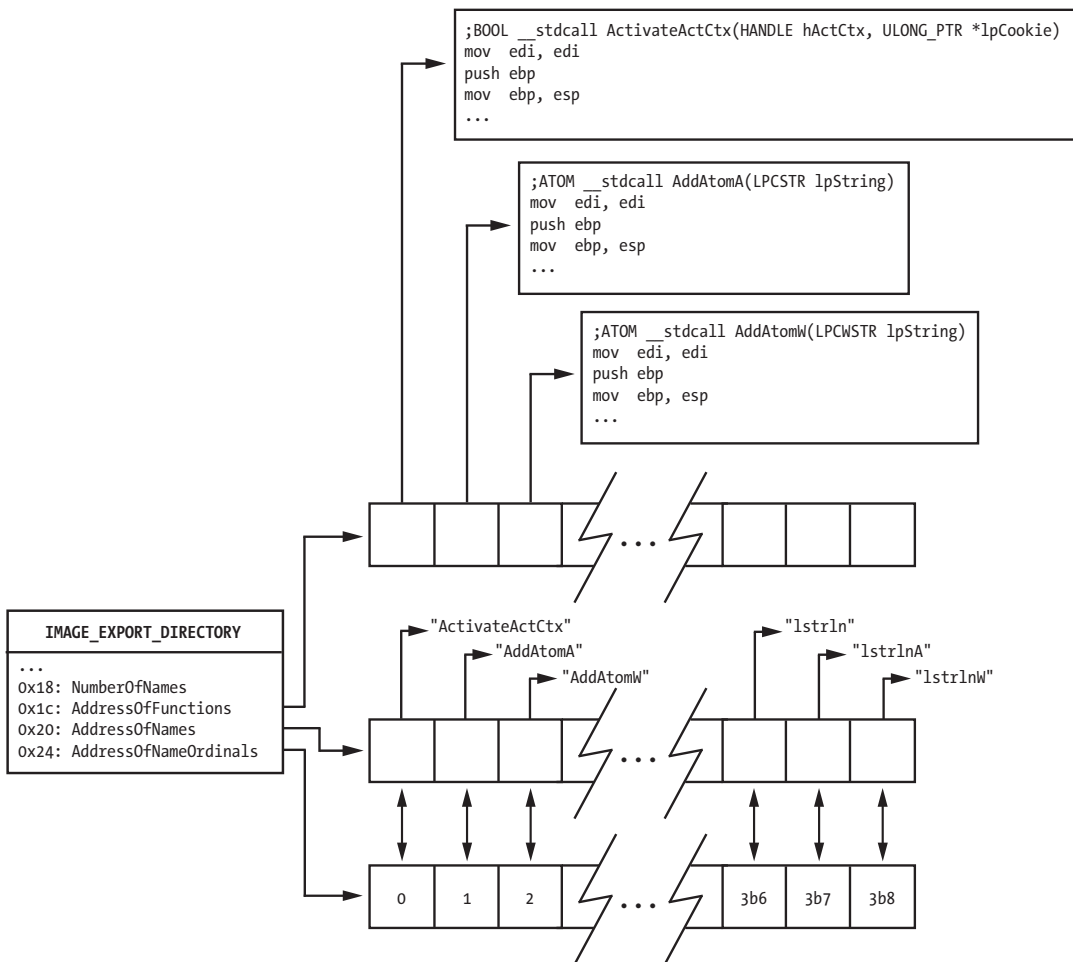 ;BOOL __stdcall ActivateActCtx(HANDLE hActCtx, ULONG_PTR *lpCookie)
mov  edi, edi
push ebp
mov  ebp, esp
...
;ATOM __stdcall AddAtomA(LPCSTR lpString)
mov  edi, edi
push ebp
mov  ebp, esp
...
;ATOM __stdcall AddAtomW(LPCWSTR lpString)
mov  edi, edi
push ebp
mov  ebp, esp
...
...
IMAGE_EXPORT_DIRECTORY
...
0x18: NumberOfNames
0x1c: AddressOfFunctions
0x20: AddressOfNames
0x24: AddressOfNameOrdinals
"ActivateActCtx"
"AddAtomA"
"AddAtomW"
"lstrln"
"lstrlnA"
"lstrlnW"
...
0 1 2 ... 3b6 3b7 3b8